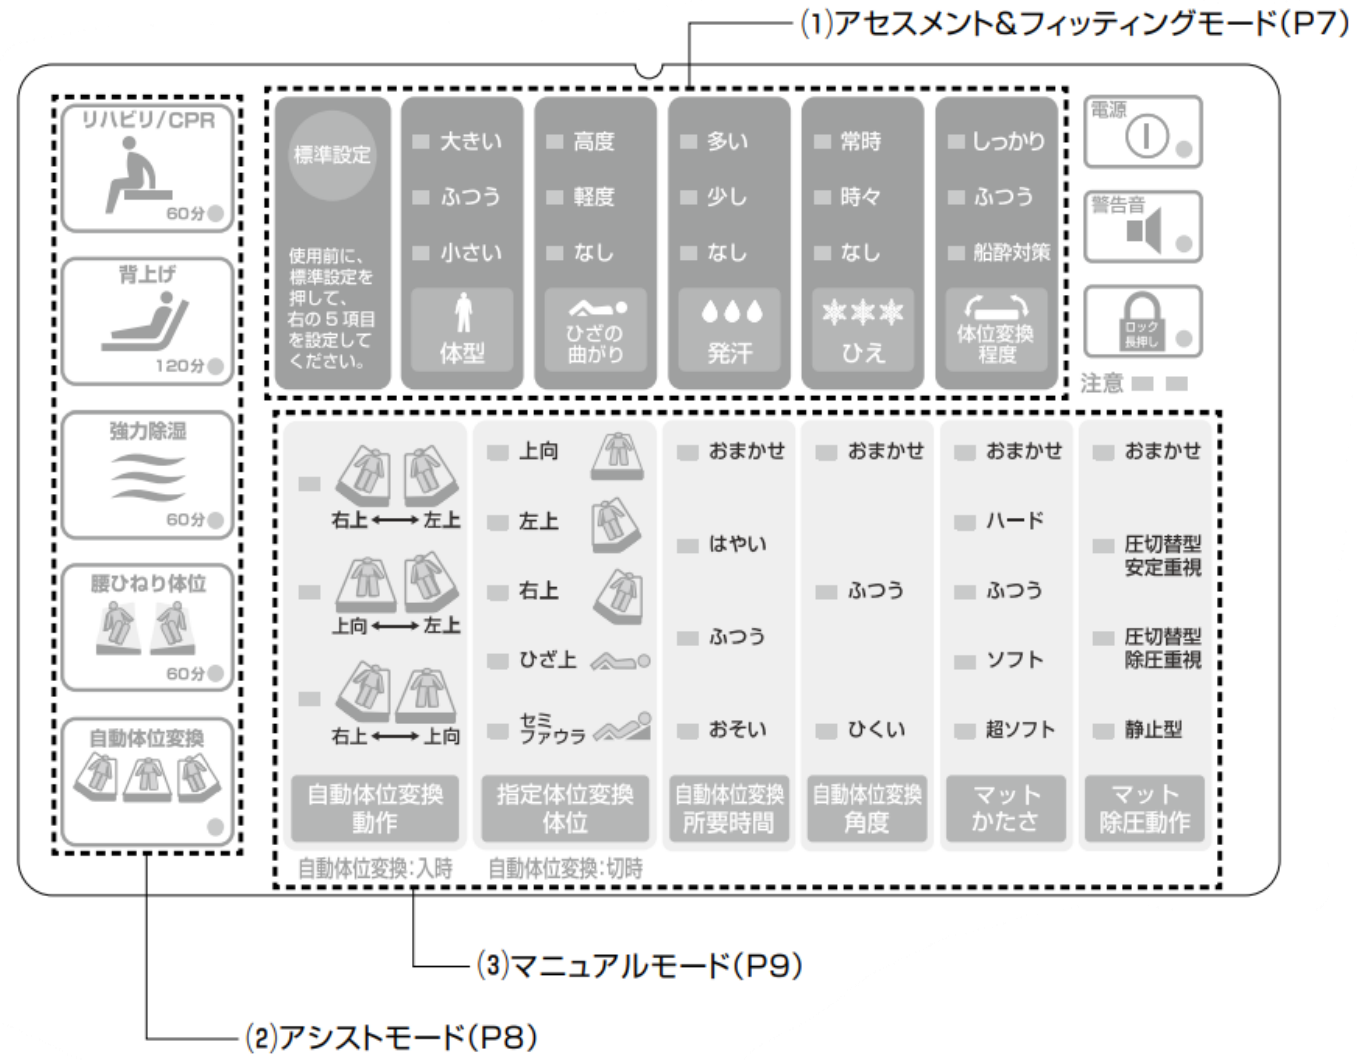 (1)アセスメント&フィッティングモード(P7)
リハビリ/CPR
60分
背上げ
120分
強力除湿
60分
腰ひねり体位
60分
自動体位変換
標準設定
使用前に、
標準設定を
押して、
右の5項目
を設定して
ください。
大きい
ふつう
小さい
体型
高度
軽度
なし
ひざの
曲がり
多い
少し
なし
発汗
常時
時々
なし
ひえ
しっかり
ふつう
船酔対策
体位変換
程度
電源
警告音
ロック
長押し
注意
右上 ⟷ 左上
上向 ⟷ 左上
右上 ⟷ 上向
自動体位変換
動作
自動体位変換:入時
上向
左上
右上
ひざ上
セミ
ファウラ
指定体位変換
体位
自動体位変換:切時
おまかせ
はやい
ふつう
おそい
自動体位変換
所要時間
おまかせ
ふつう
ひくい
自動体位変換
角度
おまかせ
ハード
ふつう
ソフト
超ソフト
マット
かたさ
おまかせ
圧切替型
安定重視
圧切替型
除圧重視
静止型
マット
除圧動作
(3)マニュアルモード(P9)
(2)アシストモード(P8)